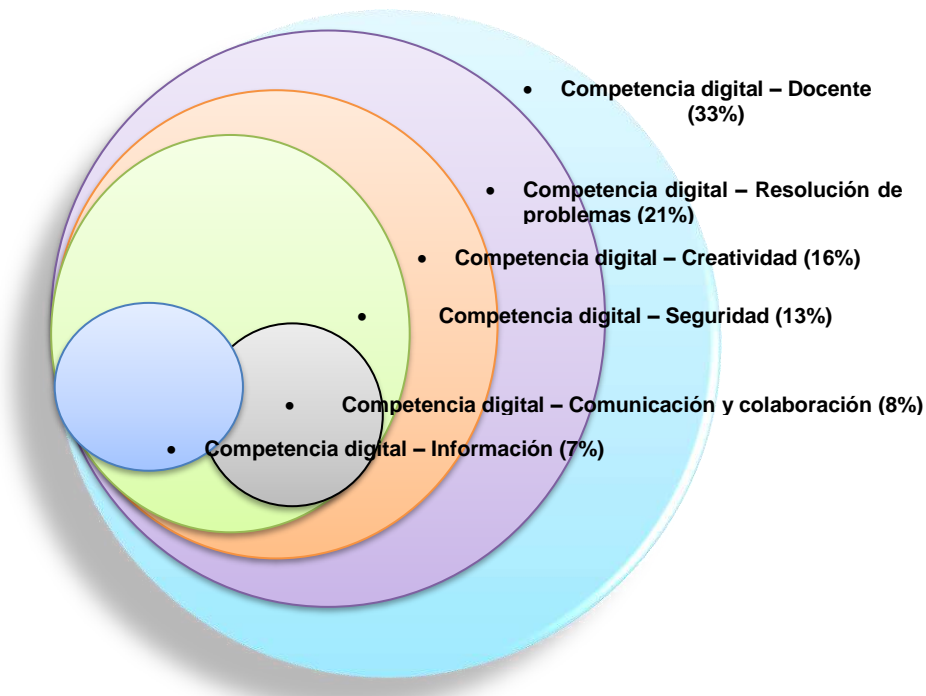 • Competencia digital – Docente
(33%)
• Competencia digital – Resolución de
problemas (21%)
• Competencia digital – Creatividad (16%)
• Competencia digital – Seguridad (13%)
• Competencia digital – Comunicación y colaboración (8%)
• Competencia digital – Información (7%)